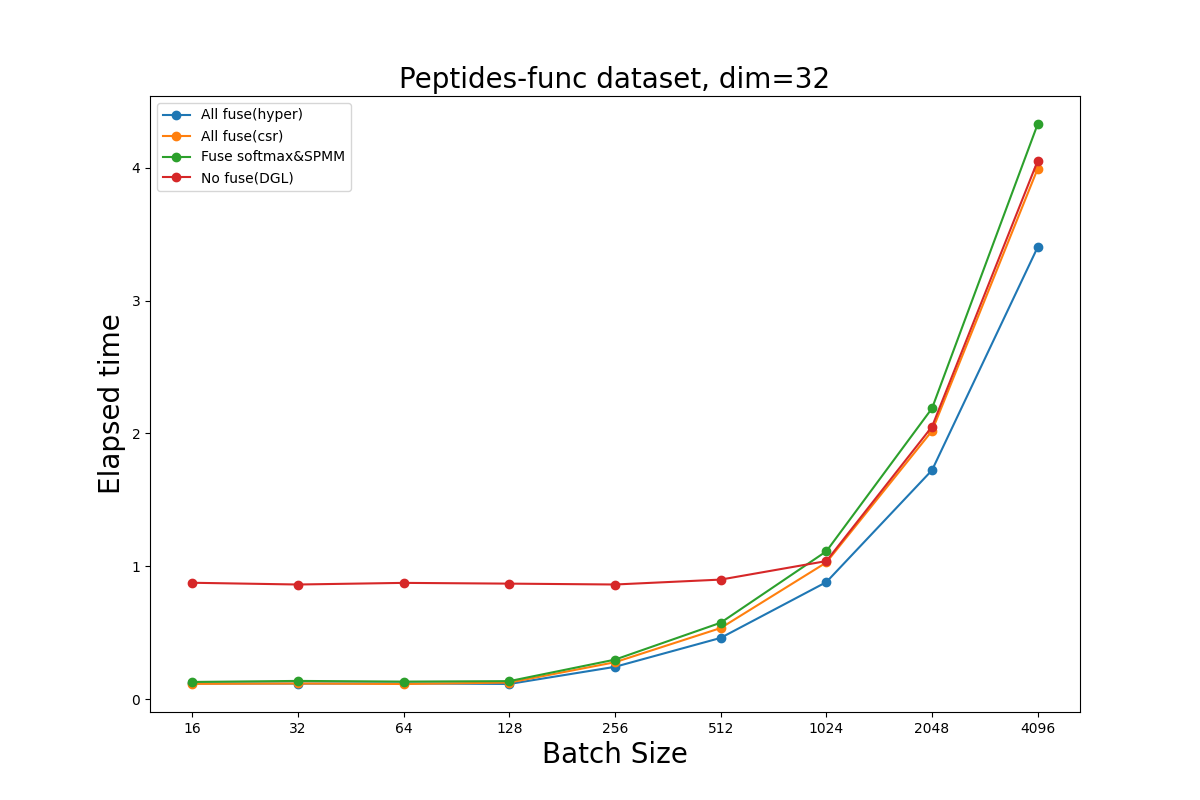 Peptides-func dataset, dim=32
All fuse(hyper)
All fuse(csr)
Fuse softmax&SPMM
No fuse(DGL)
4
3
2
1
0
Elapsed time
16 32 64 128 256 512 1024 2048 4096
Batch Size